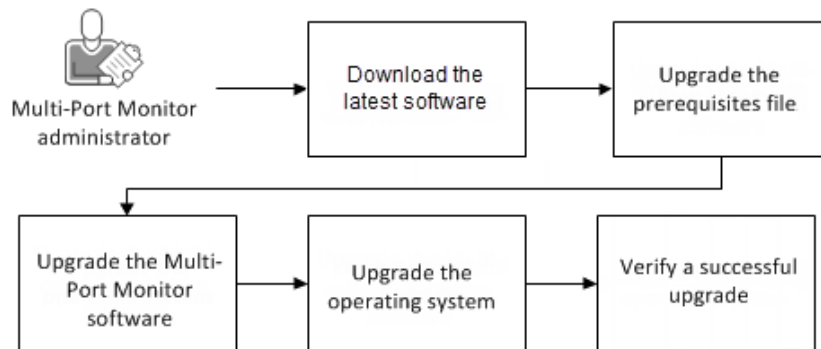 Multi-Port Monitor
administrator
Download the
latest software
Upgrade the
prerequisites file
Upgrade the Multi-
Port Monitor
software
Upgrade the
operating system
Verify a successful
upgrade